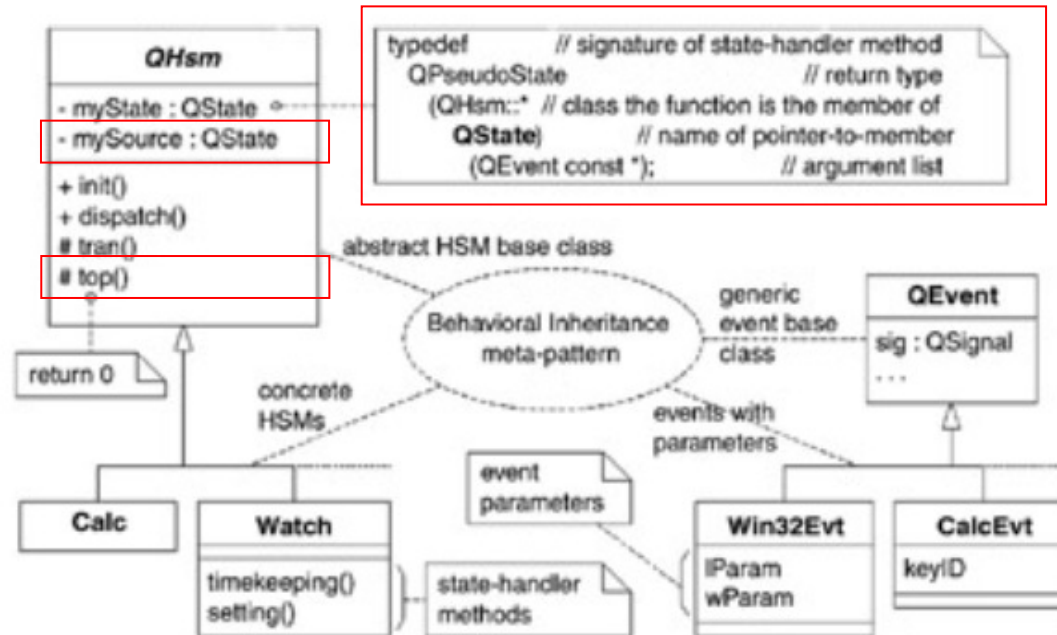 QHsm
- myState : QState
- mySource : QState
+ init()
+ dispatch()
# tran()
# top()
return 0
typedef // signature of state-handler method
QPseudoState // return type
(QHsm::* // class the function is the member of
QState) // name of pointer-to-member
(QEvent const *); // argument list
abstract HSM base class
Behavioral Inheritance
meta-pattern
generic
event base
class
QEvent
sig : QSignal
. . .
concrete
HSMs
events with
parameters
event
parameters
Calc
Watch
timekeeping()
setting()
state-handler
methods
Win32Evt
lParam
wParam
CalcEvt
keyID